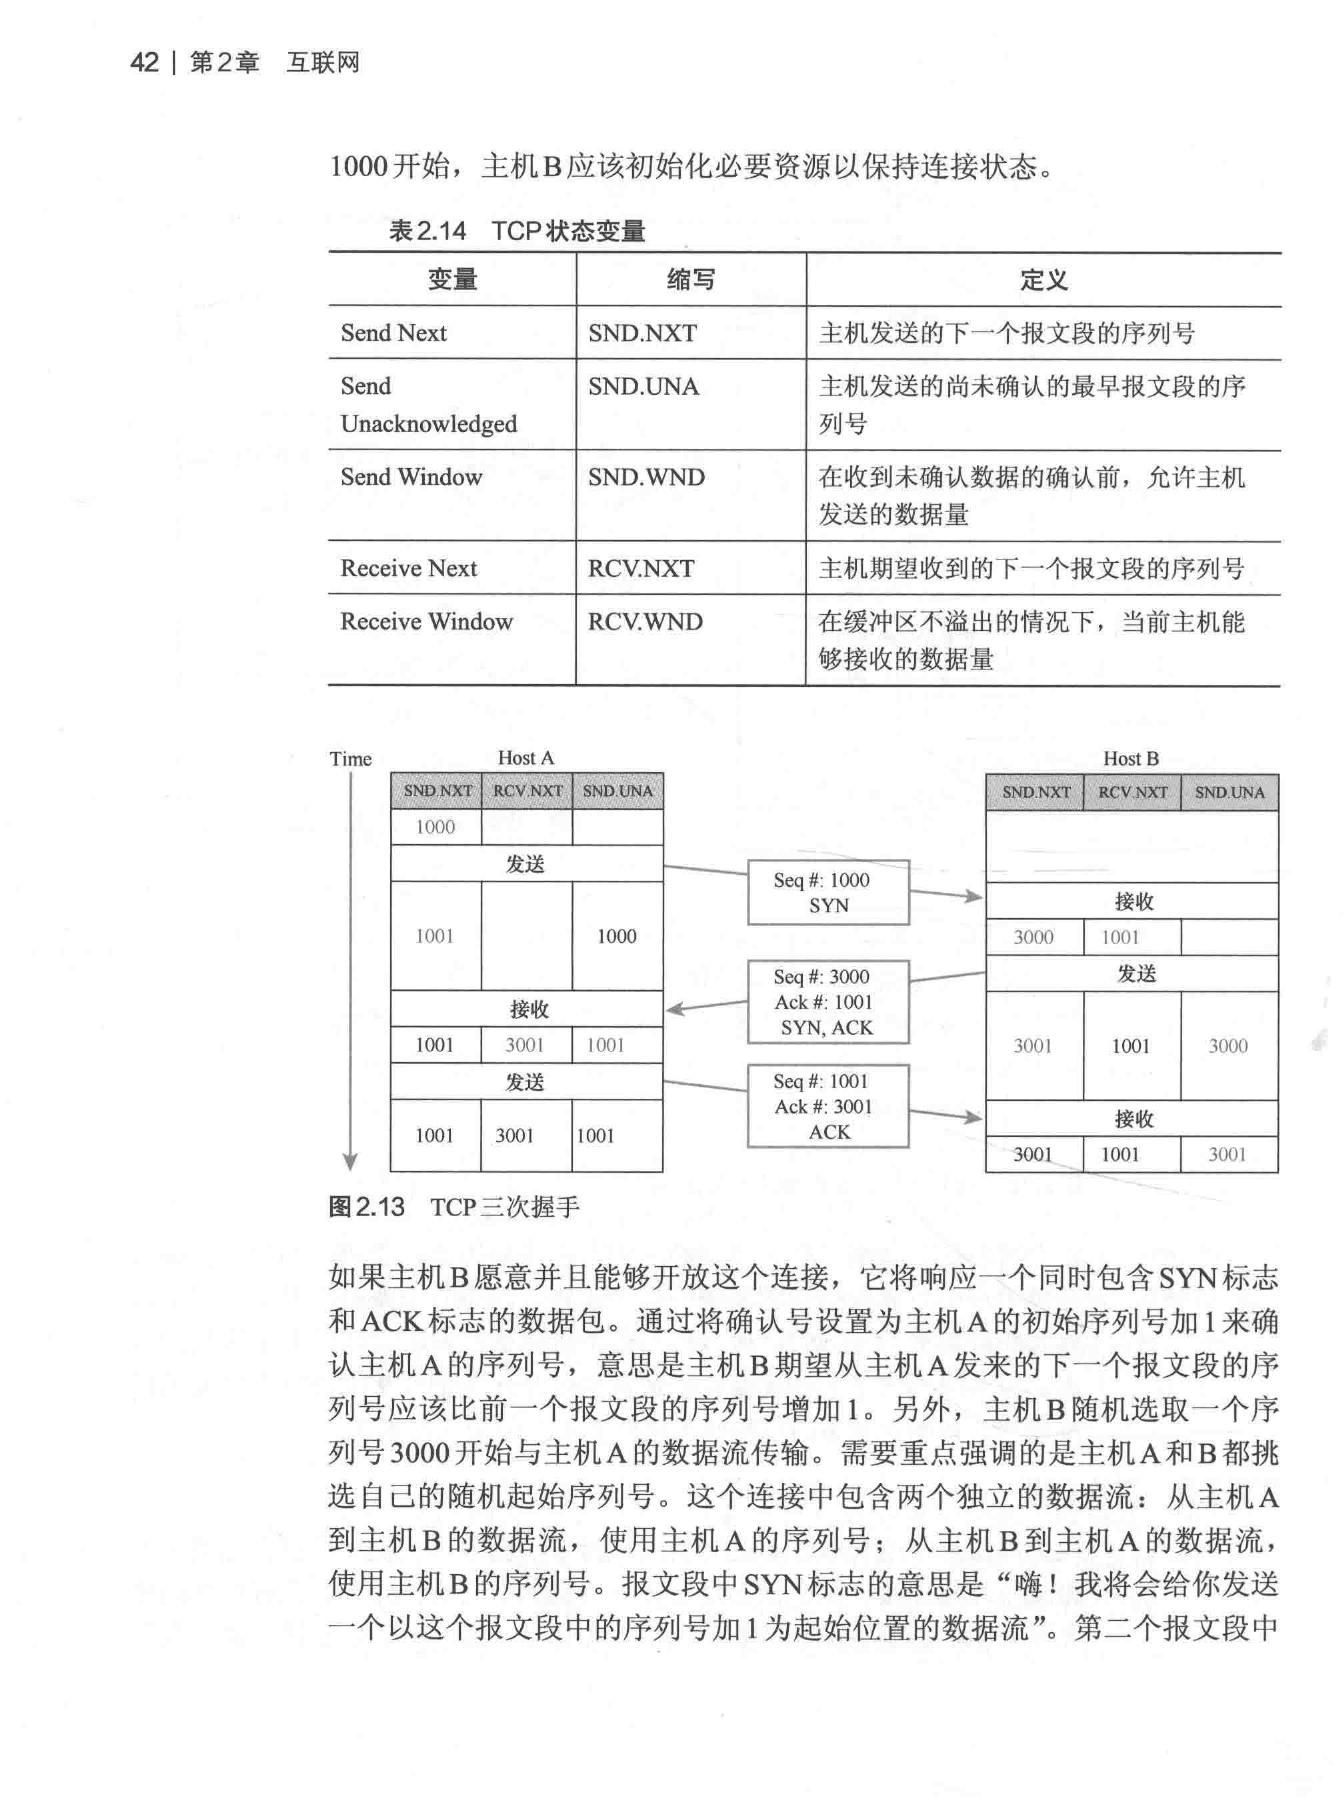 42 | 第2章 互联网
1000开始，主机B应该初始化必要资源以保持连接状态。
表2.14 TCP状态变量
变量 缩写 定义
Send Next SND.NXT 主机发送的下一个报文段的序列号
Send SND.UNA 主机发送的尚未确认的最早报文段的序
Unacknowledged 列号
Send Window SND.WND 在收到未确认数据的确认前，允许主机
发送的数据量
Receive Next RCV.NXT 主机期望收到的下一个报文段的序列号
Receive Window RCV.WND 在缓冲区不溢出的情况下，当前主机能
够接收的数据量
Time Host A Host B
SND.NXT RCV.NXT SND.UNA SND.NXT RCV.NXT SND.UNA
1000
发送
Seq #: 1000
SYN
接收
1001 1000 3000 1001
Seq #: 3000 发送
Ack #: 1001
接收
SYN, ACK
1001 3001 1001 3001 1001 3000
发送 Seq #: 1001
Ack #: 3001
接收
ACK
1001 3001 1001
3001 1001 3001
图2.13 TCP三次握手
如果主机B愿意并且能够开放这个连接，它将响应一个同时包含SYN标志
和ACK标志的数据包。通过将确认号设置为主机A的初始序列号加1来确
认主机A的序列号，意思是主机B期望从主机A发来的下一个报文段的序
列号应该比前一个报文段的序列号增加1。另外，主机B随机选取一个序
列号3000开始与主机A的数据流传输。需要重点强调的是主机A和B都挑
选自己的随机起始序列号。这个连接中包含两个独立的数据流：从主机A
到主机B的数据流，使用主机A的序列号；从主机B到主机A的数据流，
使用主机B的序列号。报文段中SYN标志的意思是“嗨！我将会给你发送
一个以这个报文段中的序列号加1为起始位置的数据流”。第二个报文段中